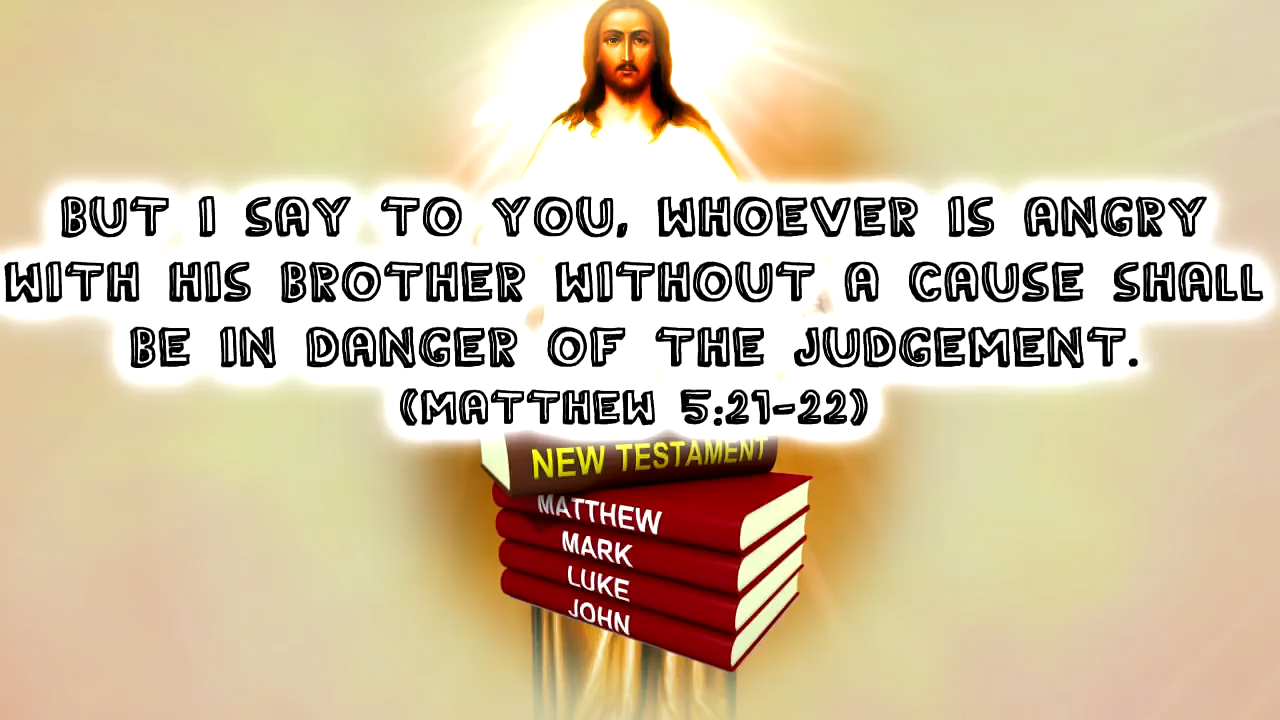 BUT I SAY TO YOU, WHOEVER IS ANGRY
WITH HIS BROTHER WITHOUT A CAUSE SHALL
BE IN DANGER OF THE JUDGEMENT.
(MATTHEW 5:21-22)
NEW TESTAMENT
MATTHEW
MARK
LUKE
JOHN